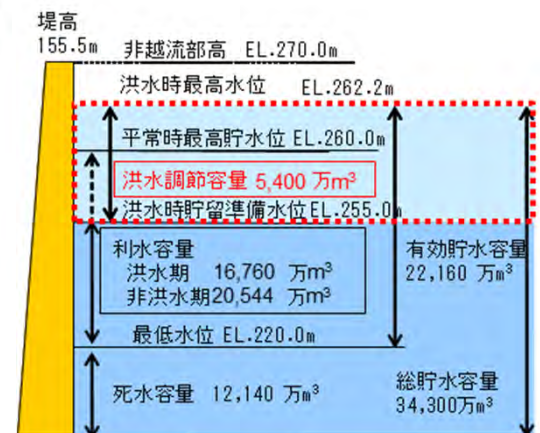 堤高
155.5m
非越流部高 EL.270.0m
洪水時最高水位 EL.262.2m
平常時最高貯水位 EL.260.0m
洪水調節容量 5,400 万m³
洪水時貯留準備水位EL.255.0m
利水容量
洪水期 16,760 万m³
非洪水期20,544 万m³
有効貯水容量
22,160 万m³
最低水位 EL.220.0m
死水容量 12,140 万m³
総貯水容量
34,300万m³